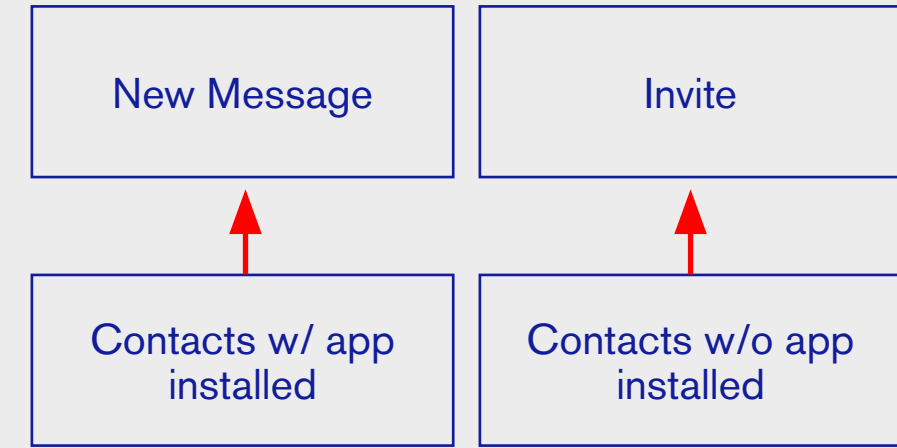 New Message
Invite
Contacts w/ app
installed
Contacts w/o app
installed